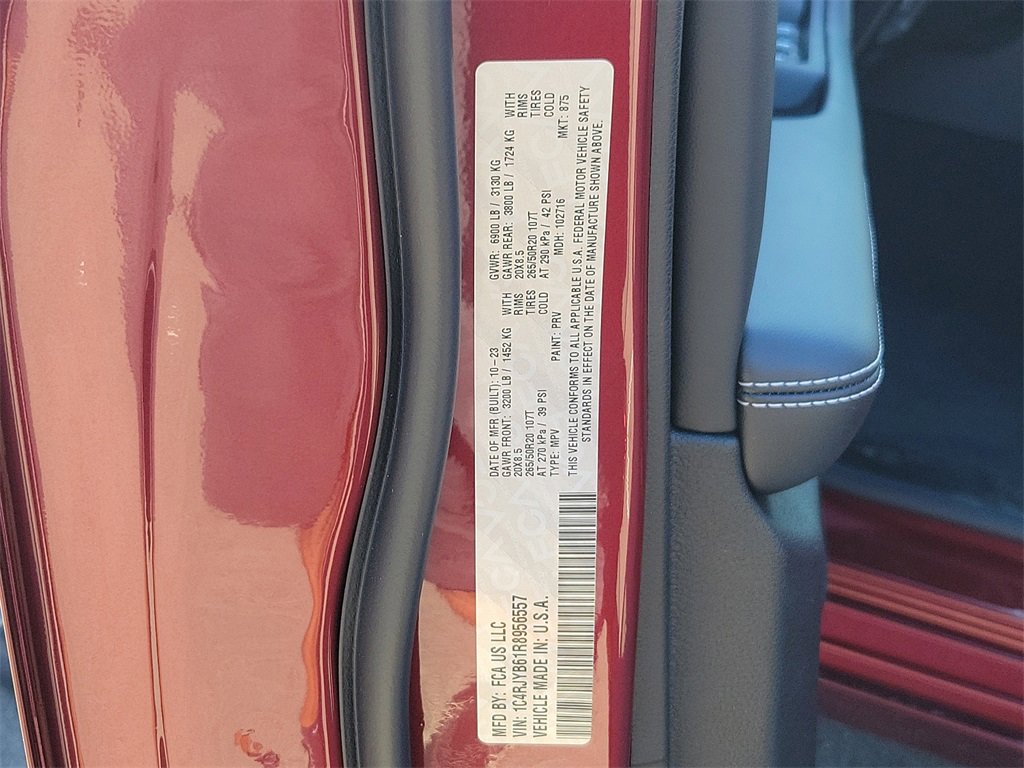 MFD BY: FCA US LLC
DATE OF MFR (BUILT): 10-23
GVWR: 6900 LB / 3130 KG
GAWR FRONT: 3200 LB / 1452 KG WITH
20X8.5 RIMS
265/50R20 107T TIRES
AT 270 kPa / 39 PSI COLD
GAWR REAR: 3800 LB / 1724 KG WITH
20X8.5 RIMS
265/50R20 107T TIRES
AT 290 kPa / 42 PSI COLD
VIN: 1C4RJYB61R8956557
TYPE: MPV
PAINT: PRV
MDH: 102716
MKT: 875
VEHICLE MADE IN: U.S.A.
THIS VEHICLE CONFORMS TO ALL APPLICABLE U.S.A. FEDERAL MOTOR VEHICLE SAFETY
STANDARDS IN EFFECT ON THE DATE OF MANUFACTURE SHOWN ABOVE.